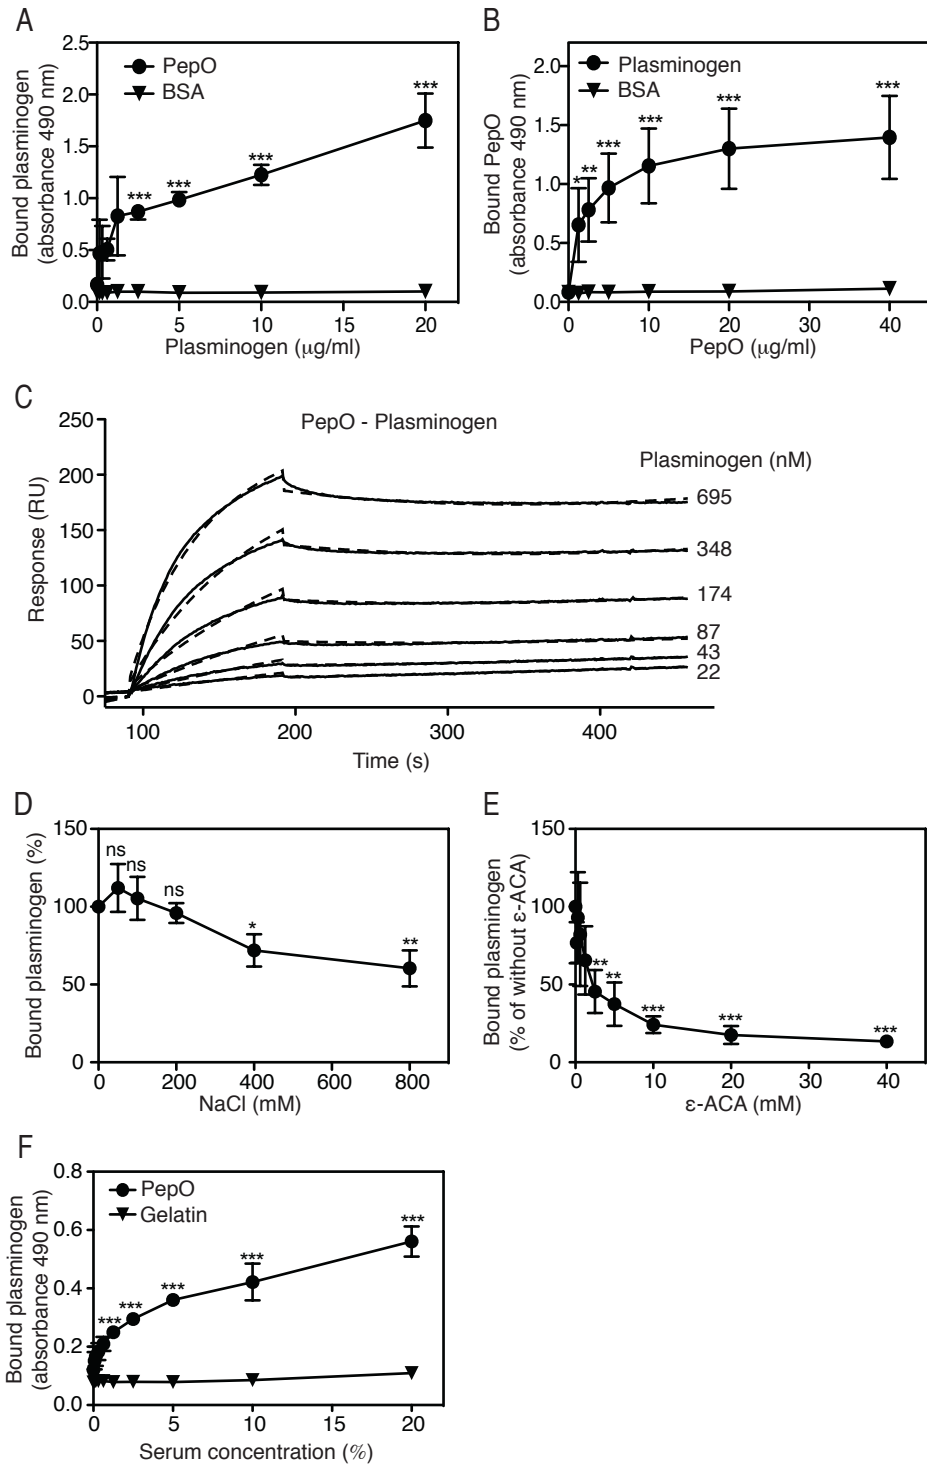 A
2.5
2.0
1.5
1.0
0.5
0.0
Bound plasminogen
(absorbance 490 nm)
PepO
BSA
***
***
***
***
0
5
10
15
20
Plasminogen (μg/ml)
B
2.0
1.5
1.0
0.5
0.0
Bound PepO
(absorbance 490 nm)
Plasminogen
BSA
*
**
***
***
***
***
0
10
20
30
40
PepO (μg/ml)
C
250
200
150
100
50
0
Response (RU)
PepO - Plasminogen
Plasminogen (nM)
695
348
174
87
43
22
100
200
300
400
Time (s)
D
150
100
50
0
Bound plasminogen (%)
ns
ns
ns
*
**
0
200
400
600
800
NaCl (mM)
E
150
100
50
0
Bound plasminogen
(% of without ε-ACA)
**
**
***
***
***
0
10
20
30
40
ε-ACA (mM)
F
0.8
0.6
0.4
0.2
0.0
Bound plasminogen
(absorbance 490 nm)
PepO
Gelatin
***
***
***
***
***
0
5
10
15
20
Serum concentration (%)